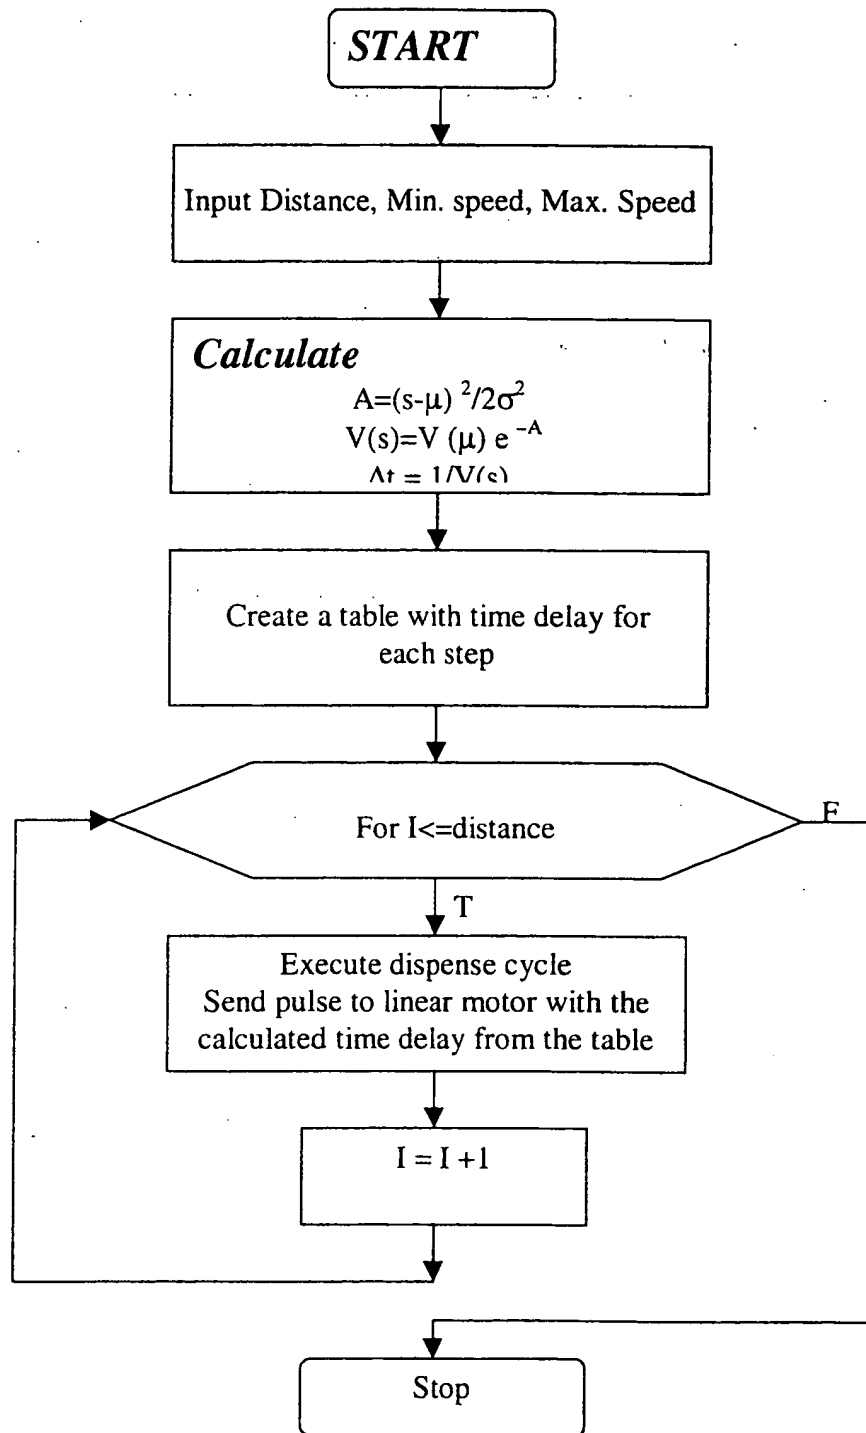 START
Input Distance, Min. speed, Max. Speed
Calculate
A=(s-μ)²/2σ²
V(s)=V (μ) e⁻ᴬ
Δt = 1/V(s)
Create a table with time delay for
each step
For I<=distance
F
T
Execute dispense cycle
Send pulse to linear motor with the
calculated time delay from the table
I = I +1
Stop